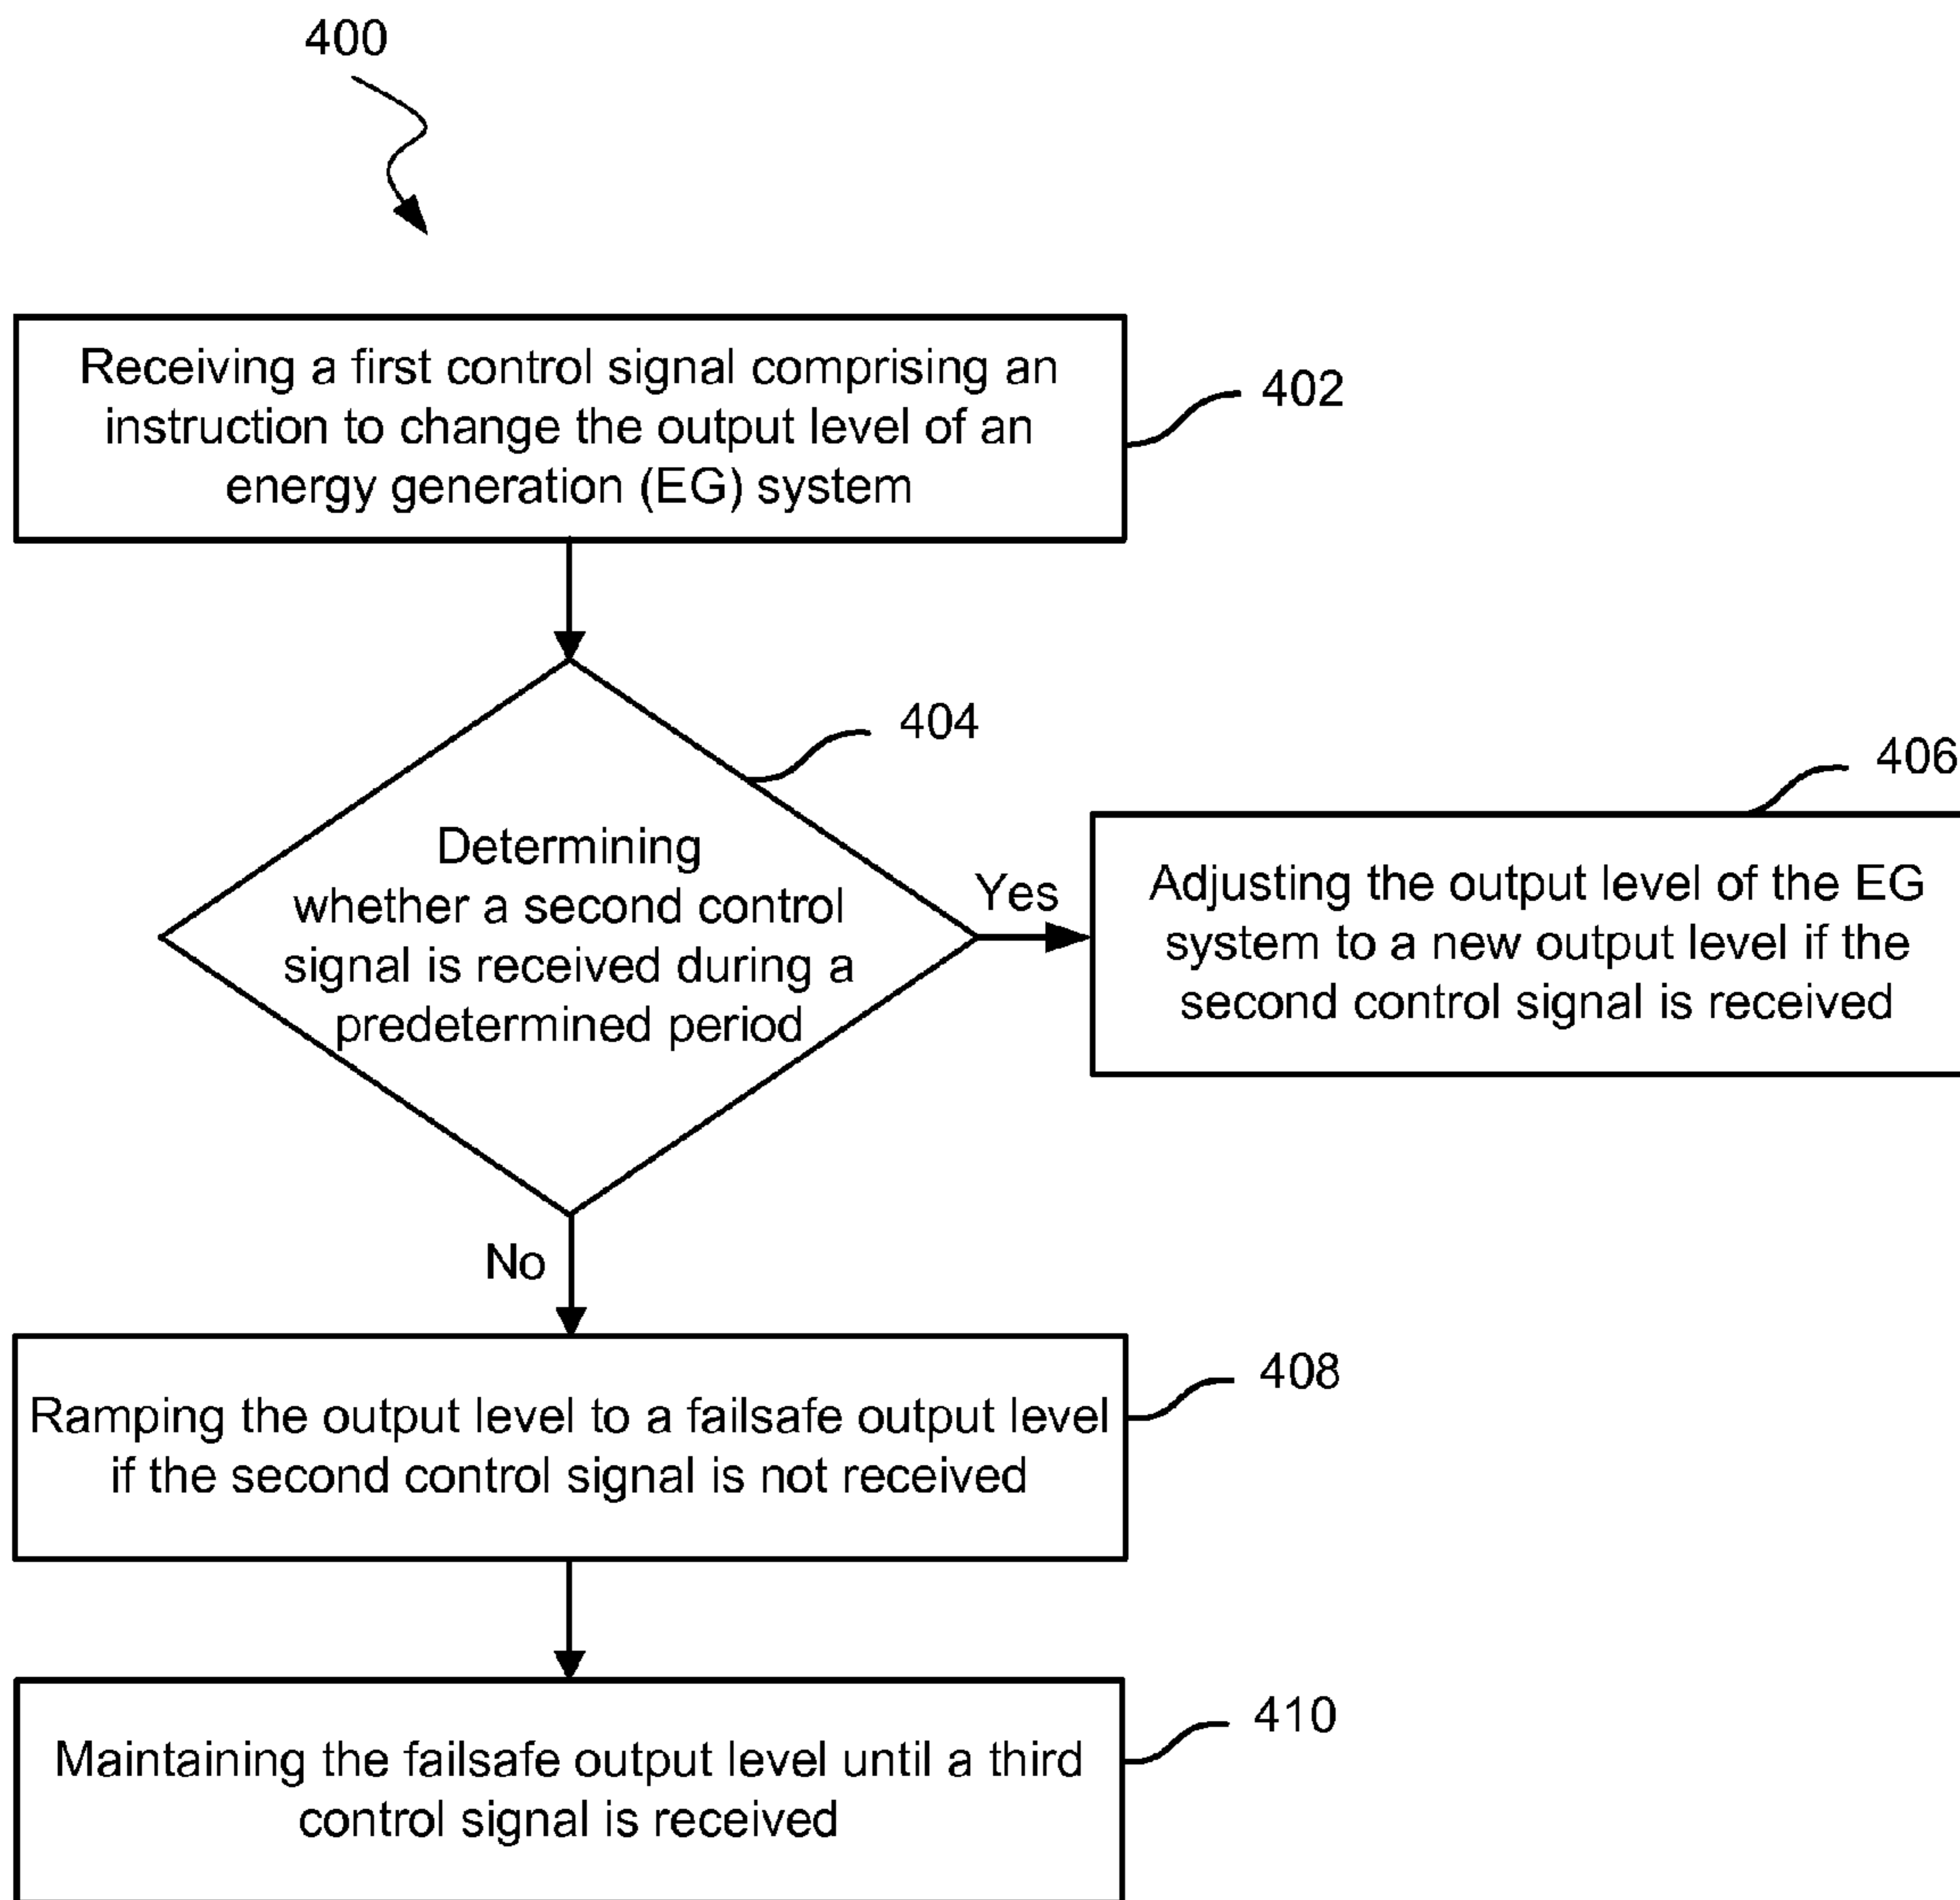 400
Receiving a first control signal comprising an
instruction to change the output level of an
energy generation (EG) system
402
404
Determining
whether a second control
signal is received during a
predetermined period
Yes
406
Adjusting the output level of the EG
system to a new output level if the
second control signal is received
No
Ramping the output level to a failsafe output level
if the second control signal is not received
408
Maintaining the failsafe output level until a third
control signal is received
410